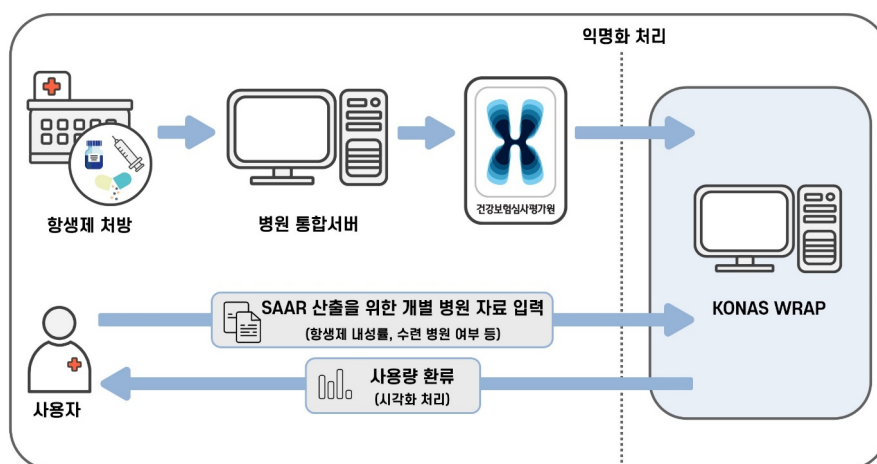 익명화 처리
항생제 처방
병원 통합서버
건강보험심사평가원
SAAR 산출을 위한 개별 병원 자료 입력
(항생제 내성률, 수련 병원 여부 등)
KONAS WRAP
사용량 환류
(시각화 처리)
사용자